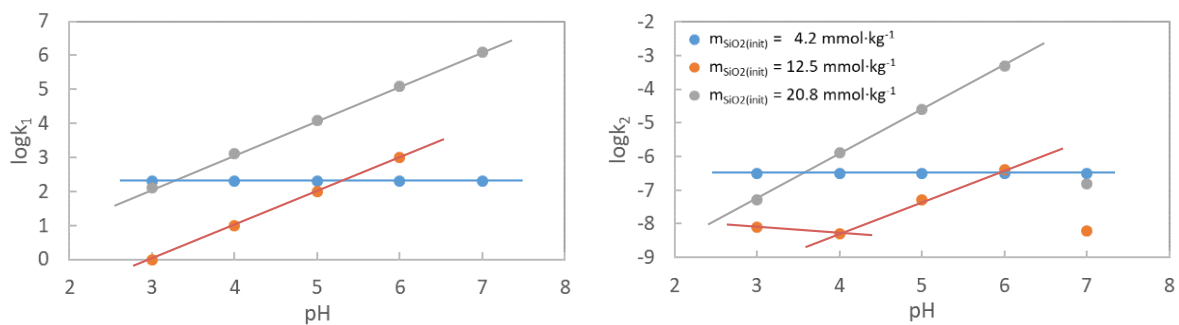 7
6
5
4
3
2
1
0
logk1
2 3 4 5 6 7 8
pH
-2
-3
-4
-5
-6
-7
-8
-9
logk2
mSiO2(init) = 4.2 mmol·kg-1
mSiO2(init) = 12.5 mmol·kg-1
mSiO2(init) = 20.8 mmol·kg-1
2 3 4 5 6 7 8
pH